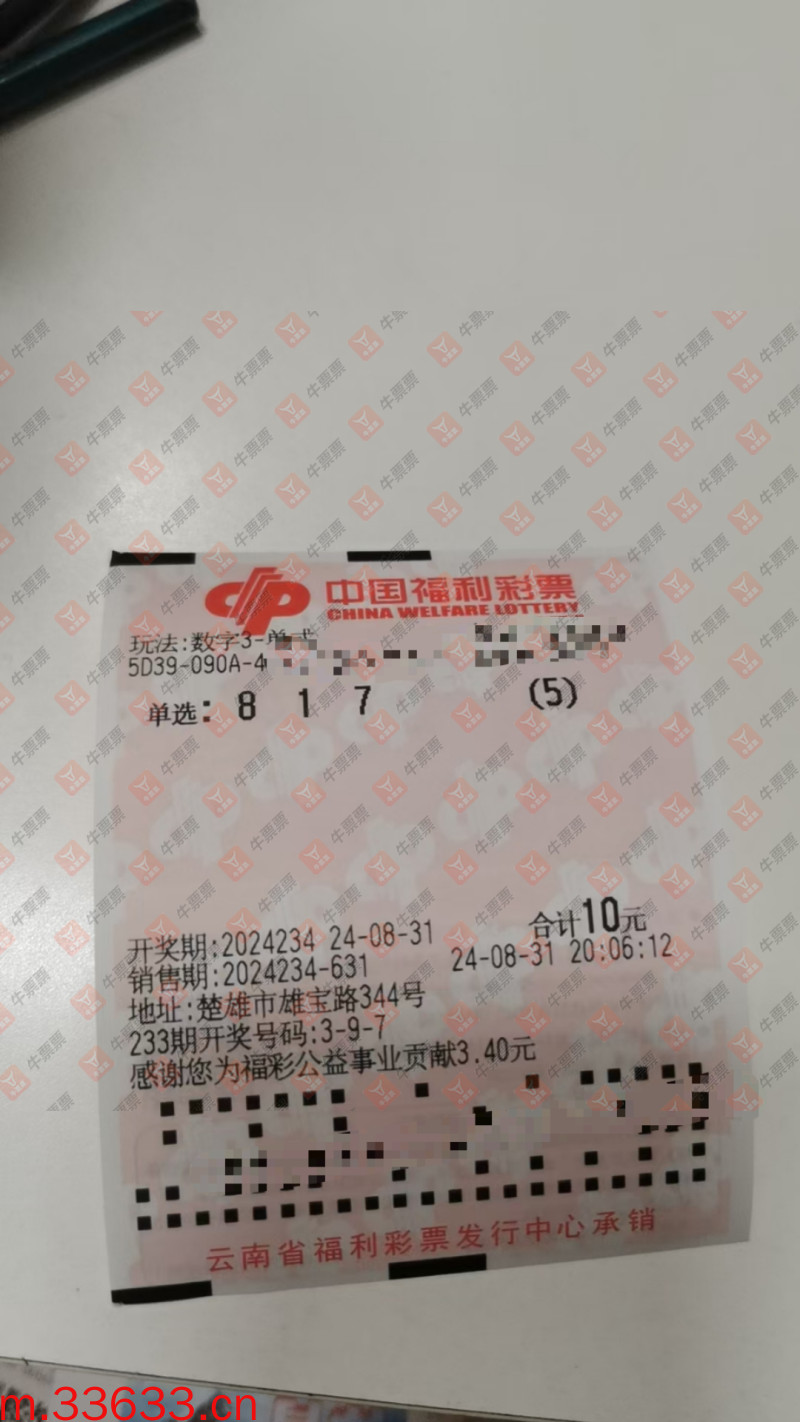 中国福利彩票
CHINA WELFARE LOTTERY
玩法:数字3-单式
5D39-090A-4
单选: 8 1 7 (5)
合计10元
开奖期:2024234 24-08-31
销售期:2024234-631 24-08-31 20:06:12
地址:楚雄市雄宝路344号
233期开奖号码:3-9-7
感谢您为福彩公益事业贡献3.40元
云南省福利彩票发行中心承销
牛票票
m.33633.cn